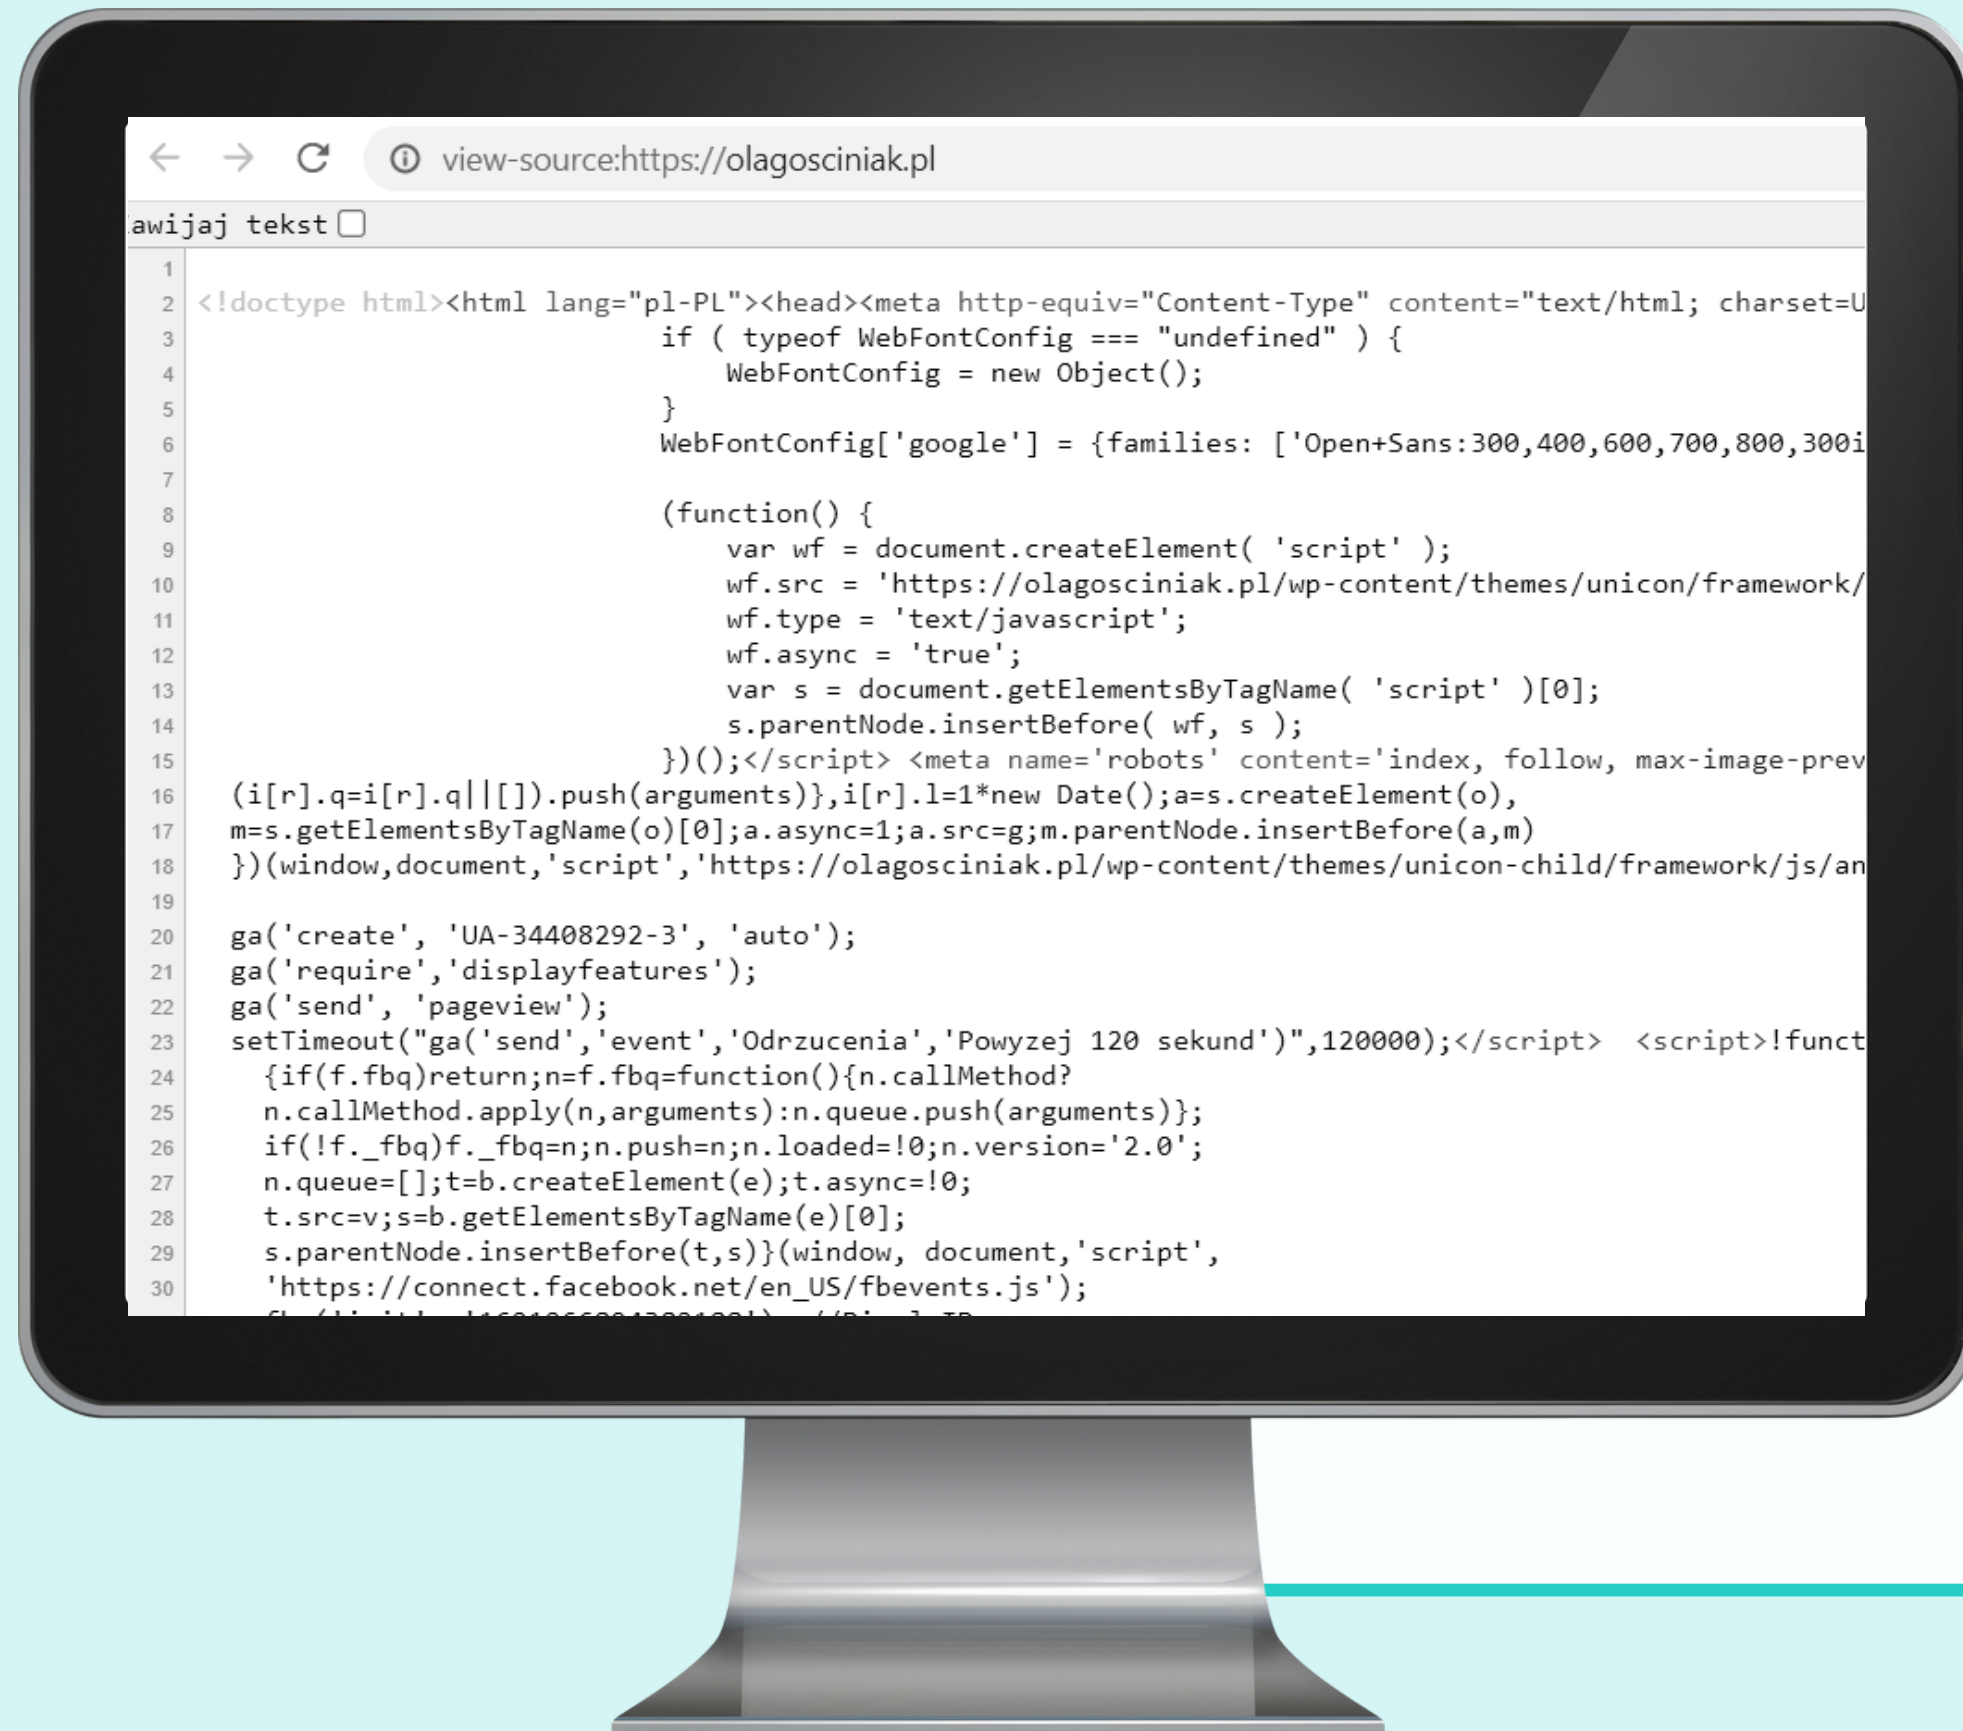 view-source:https://olagosciniak.pl
awijaj tekst
1
2 <!doctype html><html lang="pl-PL"><head><meta http-equiv="Content-Type" content="text/html; charset=U
3 if ( typeof WebFontConfig === "undefined" ) {
4 WebFontConfig = new Object();
5 }
6 WebFontConfig['google'] = {families: ['Open+Sans:300,400,600,700,800,300i
7
8 (function() {
9 var wf = document.createElement( 'script' );
10 wf.src = 'https://olagosciniak.pl/wp-content/themes/unicon/framework/
11 wf.type = 'text/javascript';
12 wf.async = 'true';
13 var s = document.getElementsByTagName( 'script' )[0];
14 s.parentNode.insertBefore( wf, s );
15 })();</script> <meta name='robots' content='index, follow, max-image-prev
16 (i[r].q=i[r].q||[]).push(arguments)},i[r].l=1*new Date();a=s.createElement(o),
17 m=s.getElementsByTagName(o)[0];a.async=1;a.src=g;m.parentNode.insertBefore(a,m)
18 })(window,document,'script','https://olagosciniak.pl/wp-content/themes/unicon-child/framework/js/an
19
20 ga('create', 'UA-34408292-3', 'auto');
21 ga('require','displayfeatures');
22 ga('send', 'pageview');
23 setTimeout("ga('send','event','Odrzucenia','Powyzej 120 sekund')",120000);</script> <script>!funct
24 {if(f.fbq)return;n=f.fbq=function(){n.callMethod?
25 n.callMethod.apply(n,arguments):n.queue.push(arguments)};
26 if(!f._fbq)f._fbq=n;n.push=n;n.loaded=!0;n.version='2.0';
27 n.queue=[];t=b.createElement(e);t.async=!0;
28 t.src=v;s=b.getElementsByTagName(e)[0];
29 s.parentNode.insertBefore(t,s)}(window, document,'script',
30 'https://connect.facebook.net/en_US/fbevents.js');